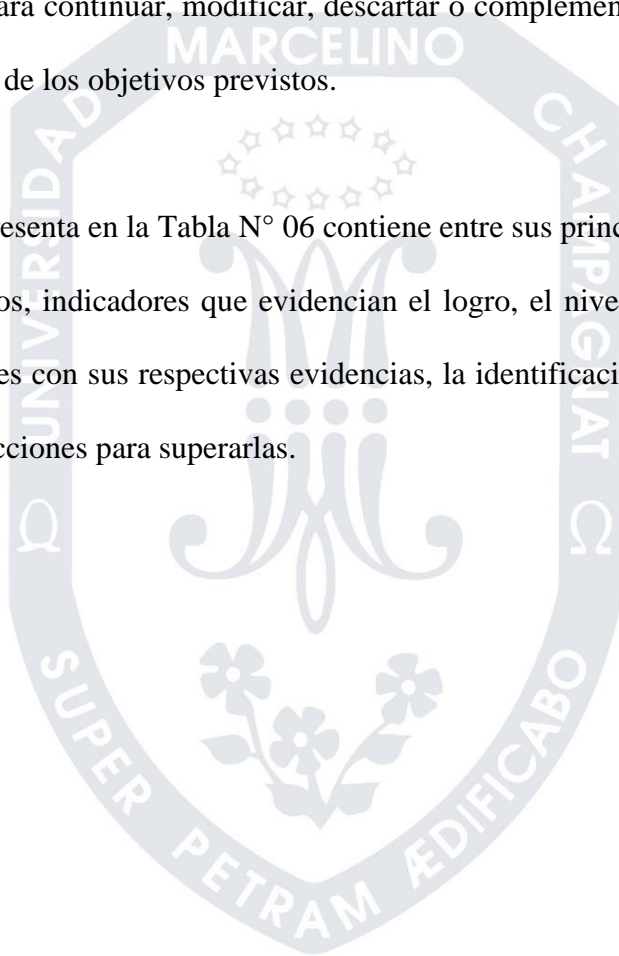 ara continuar, modificar, descartar o complemen
de los objetivos previstos.
resenta en la Tabla N° 06 contiene entre sus princ
os, indicadores que evidencian el logro, el nive
es con sus respectivas evidencias, la identificaci
cciones para superarlas.
UNIVERSIDAD
MARCELINO
CHAMPAGNAT
SUPER PETRAM ÆDIFICABO